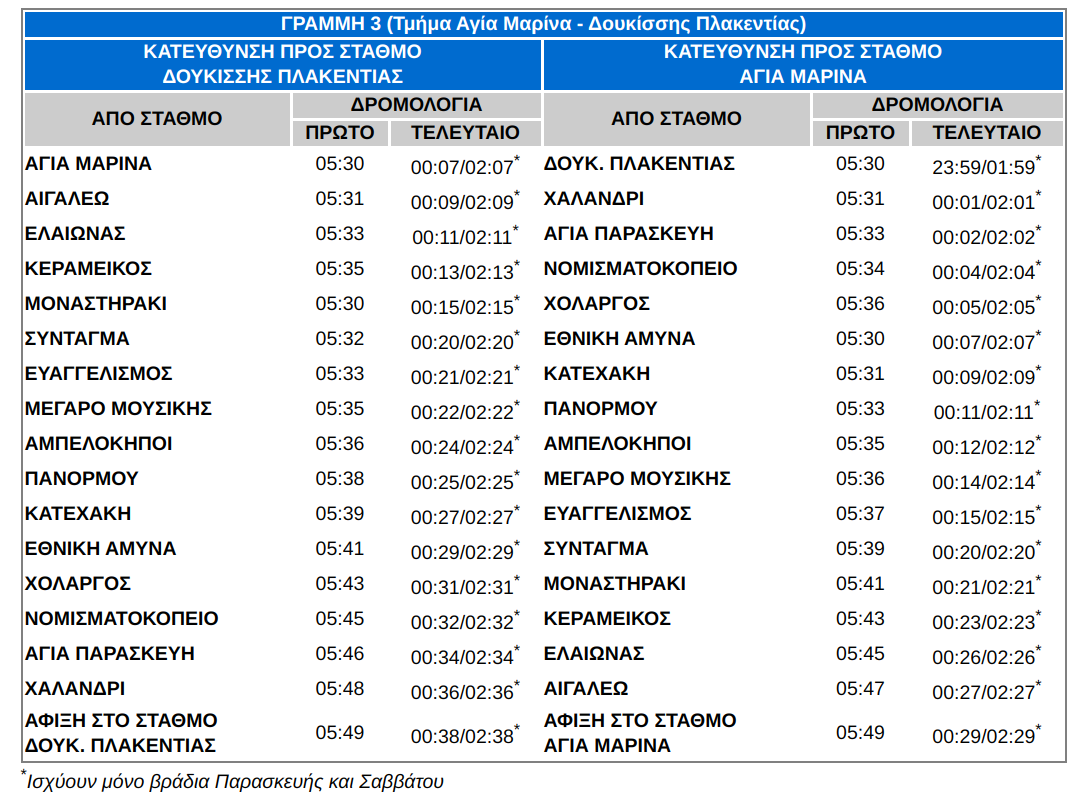 ΓΡΑΜΜΗ 3 (Τμήμα Αγία Μαρίνα - Δουκίσσης Πλακεντίας)
ΚΑΤΕΥΘΥΝΣΗ ΠΡΟΣ ΣΤΑΘΜΟ ΚΑΤΕΥΘΥΝΣΗ ΠΡΟΣ ΣΤΑΘΜΟ
ΔΟΥΚΙΣΣΗΣ ΠΛΑΚΕΝΤΙΑΣ ΑΓΙΑ ΜΑΡΙΝΑ
ΑΠΟ ΣΤΑΘΜΟ ΔΡΟΜΟΛΟΓΙΑ ΑΠΟ ΣΤΑΘΜΟ ΔΡΟΜΟΛΟΓΙΑ
ΠΡΩΤΟ ΤΕΛΕΥΤΑΙΟ ΠΡΩΤΟ ΤΕΛΕΥΤΑΙΟ
ΑΓΙΑ ΜΑΡΙΝΑ 05:30 00:07/02:07* ΔΟΥΚ. ΠΛΑΚΕΝΤΙΑΣ 05:30 23:59/01:59*
ΑΙΓΑΛΕΩ 05:31 00:09/02:09* ΧΑΛΑΝΔΡΙ 05:31 00:01/02:01*
ΕΛΑΙΩΝΑΣ 05:33 00:11/02:11* ΑΓΙΑ ΠΑΡΑΣΚΕΥΗ 05:33 00:02/02:02*
ΚΕΡΑΜΕΙΚΟΣ 05:35 00:13/02:13* ΝΟΜΙΣΜΑΤΟΚΟΠΕΙΟ 05:34 00:04/02:04*
ΜΟΝΑΣΤΗΡΑΚΙ 05:30 00:15/02:15* ΧΟΛΑΡΓΟΣ 05:36 00:05/02:05*
ΣΥΝΤΑΓΜΑ 05:32 00:20/02:20* ΕΘΝΙΚΗ ΑΜΥΝΑ 05:30 00:07/02:07*
ΕΥΑΓΓΕΛΙΣΜΟΣ 05:33 00:21/02:21* ΚΑΤΕΧΑΚΗ 05:31 00:09/02:09*
ΜΕΓΑΡΟ ΜΟΥΣΙΚΗΣ 05:35 00:22/02:22* ΠΑΝΟΡΜΟΥ 05:33 00:11/02:11*
ΑΜΠΕΛΟΚΗΠΟΙ 05:36 00:24/02:24* ΑΜΠΕΛΟΚΗΠΟΙ 05:35 00:12/02:12*
ΠΑΝΟΡΜΟΥ 05:38 00:25/02:25* ΜΕΓΑΡΟ ΜΟΥΣΙΚΗΣ 05:36 00:14/02:14*
ΚΑΤΕΧΑΚΗ 05:39 00:27/02:27* ΕΥΑΓΓΕΛΙΣΜΟΣ 05:37 00:15/02:15*
ΕΘΝΙΚΗ ΑΜΥΝΑ 05:41 00:29/02:29* ΣΥΝΤΑΓΜΑ 05:39 00:20/02:20*
ΧΟΛΑΡΓΟΣ 05:43 00:31/02:31* ΜΟΝΑΣΤΗΡΑΚΙ 05:41 00:21/02:21*
ΝΟΜΙΣΜΑΤΟΚΟΠΕΙΟ 05:45 00:32/02:32* ΚΕΡΑΜΕΙΚΟΣ 05:43 00:23/02:23*
ΑΓΙΑ ΠΑΡΑΣΚΕΥΗ 05:46 00:34/02:34* ΕΛΑΙΩΝΑΣ 05:45 00:26/02:26*
ΧΑΛΑΝΔΡΙ 05:48 00:36/02:36* ΑΙΓΑΛΕΩ 05:47 00:27/02:27*
ΑΦΙΞΗ ΣΤΟ ΣΤΑΘΜΟ ΑΦΙΞΗ ΣΤΟ ΣΤΑΘΜΟ
ΔΟΥΚ. ΠΛΑΚΕΝΤΙΑΣ 05:49 00:38/02:38* ΑΓΙΑ ΜΑΡΙΝΑ 05:49 00:29/02:29*
*Ισχύουν μόνο βράδια Παρασκευής και Σαββάτου